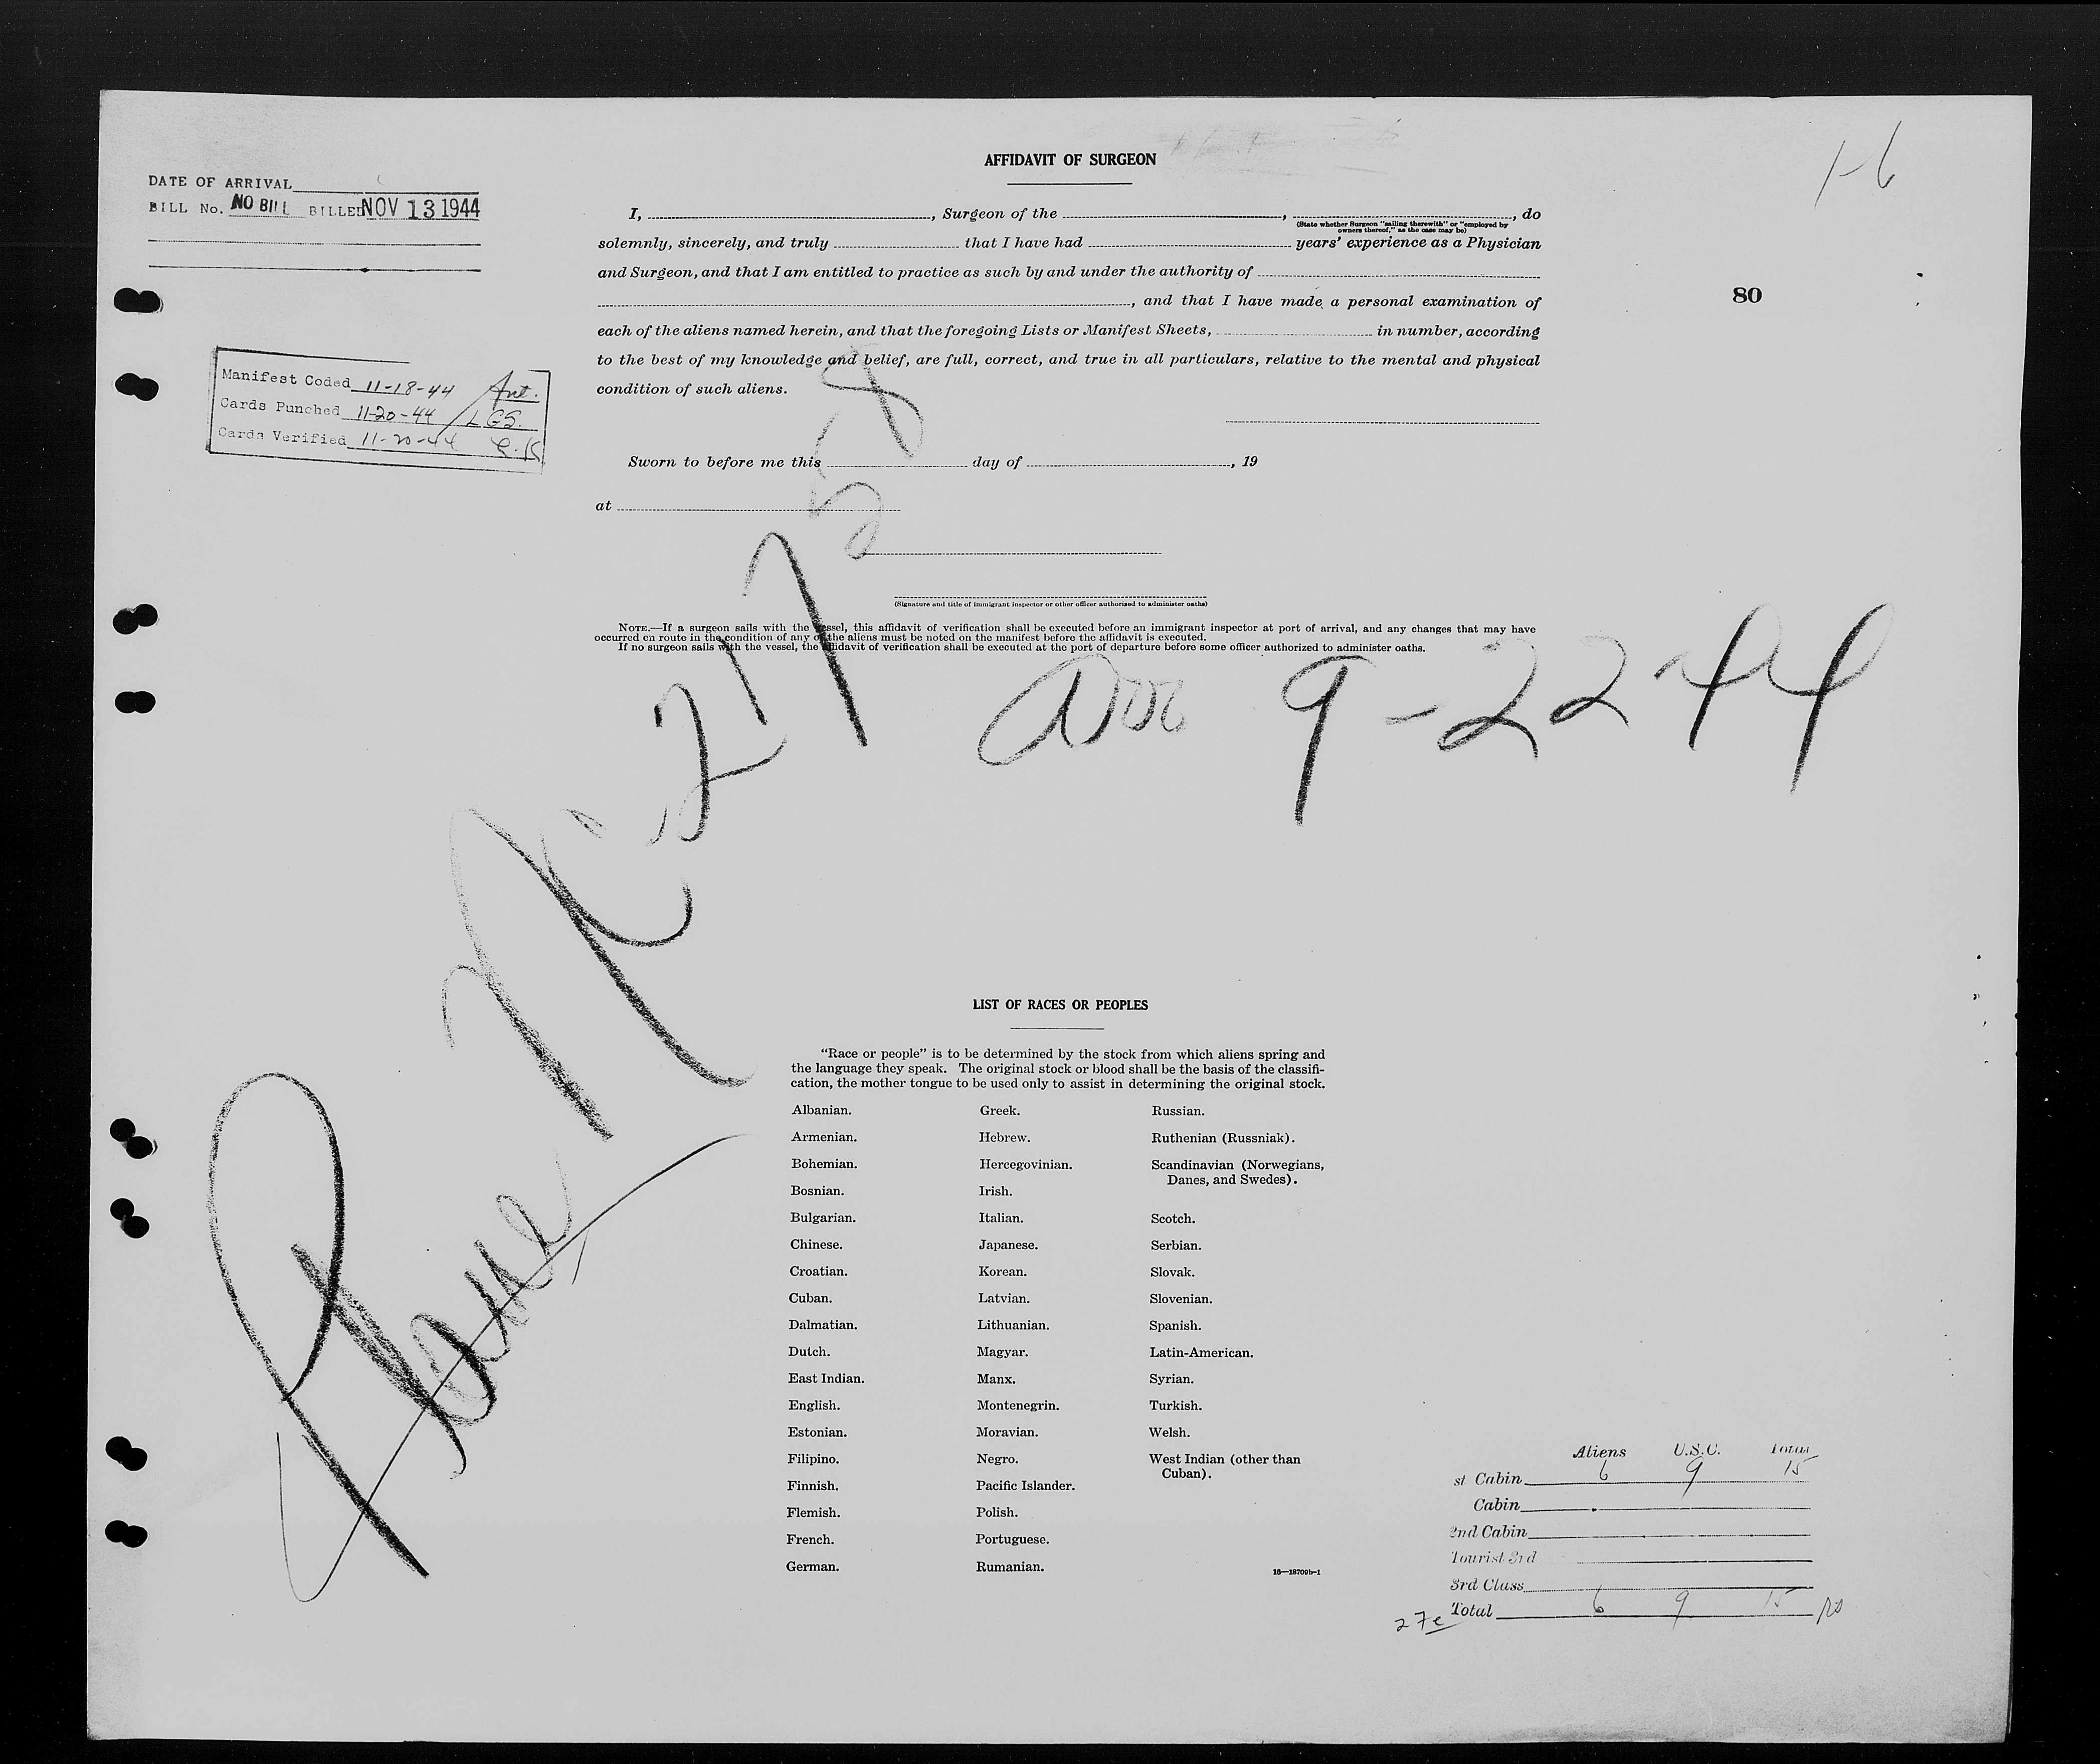 1-6
AFFIDAVIT OF SURGEON
DATE OF ARRIVAL
BILL No. NO BILL BILLED NOV 13 1944
I, , Surgeon of the , , do
(State whether Surgeon "sailing therewith" or "employed by
owners thereof," as the case may be)
solemnly, sincerely, and truly that I have had years' experience as a Physician
and Surgeon, and that I am entitled to practice as such by and under the authority of
, and that I have made a personal examination of
80
each of the aliens named herein, and that the foregoing Lists or Manifest Sheets, in number, according
to the best of my knowledge and belief, are full, correct, and true in all particulars, relative to the mental and physical
condition of such aliens.
Manifest Coded 11-18-44
Cards Punched 11-20-44 LGS.
Cards Verified 11-20-44
Sworn to before me this day of , 19
at
(Signature and title of immigrant inspector or other officer authorized to administer oaths)
NOTE.—If a surgeon sails with the vessel, this affidavit of verification shall be executed before an immigrant inspector at port of arrival, and any changes that may have
occurred en route in the condition of any of the aliens must be noted on the manifest before the affidavit is executed.
If no surgeon sails with the vessel, the affidavit of verification shall be executed at the port of departure before some officer authorized to administer oaths.
Arr 9-22 44
Plane
LIST OF RACES OR PEOPLES
"Race or people" is to be determined by the stock from which aliens spring and
the language they speak. The original stock or blood shall be the basis of the classifi-
cation, the mother tongue to be used only to assist in determining the original stock.
Albanian. Greek. Russian.
Armenian. Hebrew. Ruthenian (Russniak).
Bohemian. Hercegovinian. Scandinavian (Norwegians,
Danes, and Swedes).
Bosnian. Irish.
Bulgarian. Italian. Scotch.
Chinese. Japanese. Serbian.
Croatian. Korean. Slovak.
Cuban. Latvian. Slovenian.
Dalmatian. Lithuanian. Spanish.
Dutch. Magyar. Latin-American.
East Indian. Manx. Syrian.
English. Montenegrin. Turkish.
Estonian. Moravian. Welsh.
Filipino. Negro. West Indian (other than
Cuban).
Finnish. Pacific Islander.
Flemish. Polish.
French. Portuguese.
German. Rumanian.
16—18709b-1
Aliens U.S.C. Total
st Cabin 6 9 15
Cabin
2nd Cabin
Tourist 3rd
3rd Class
27e Total 6 9 15